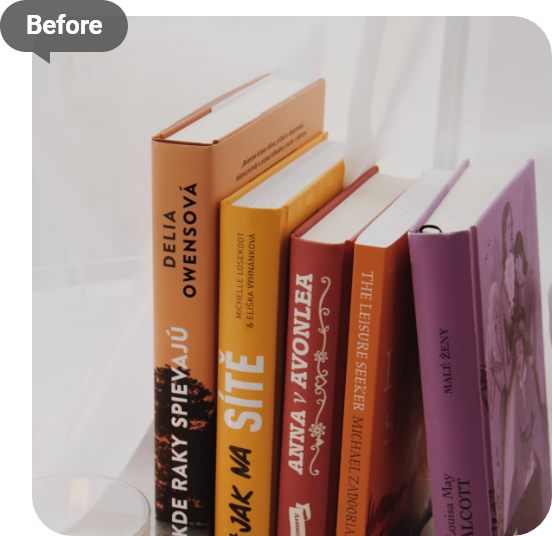 Before
DELIA
OWENSOVÁ
KDE RAKY SPIEVAJÚ
MICHELLE LOSEKOOT
& ELIŠKA VYHNÁNKOVÁ
JAK NA
SÍTĚ
ANNA V AVONLEA
THE LEISURE SEEKER MICHAEL ZADOORIA
MALÉ ŽENY
Louisa May
ALCOTT